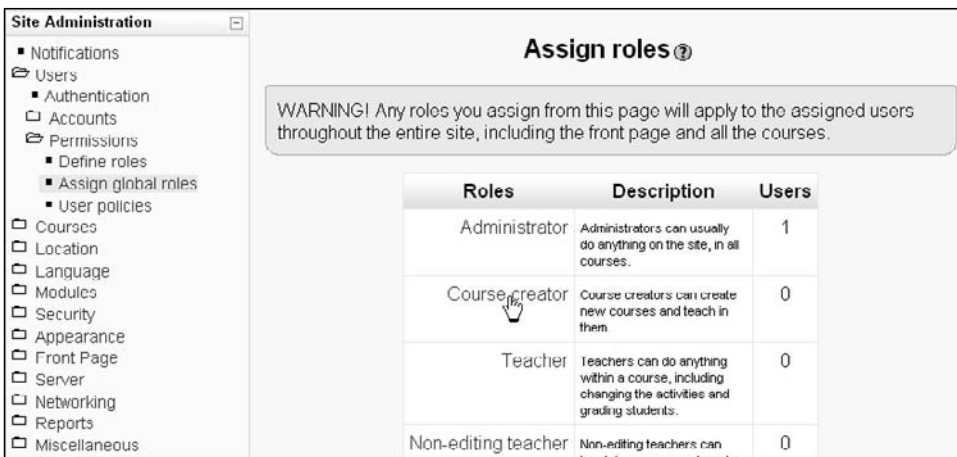 Site Administration
Notifications
Users
Authentication
Accounts
Permissions
Define roles
Assign global roles
User policies
Courses
Location
Language
Modules
Security
Appearance
Front Page
Server
Networking
Reports
Miscellaneous
Assign roles
WARNING! Any roles you assign from this page will apply to the assigned users
throughout the entire site, including the front page and all the courses.
Roles Description Users
Administrator Administrators can usually 1
do anything on the site, in all
courses.
Course creator Course creators can create 0
new courses and teach in
them.
Teacher Teachers can do anything 0
within a course, including
changing the activities and
grading students.
Non-editing teacher Non-editing teachers can 0